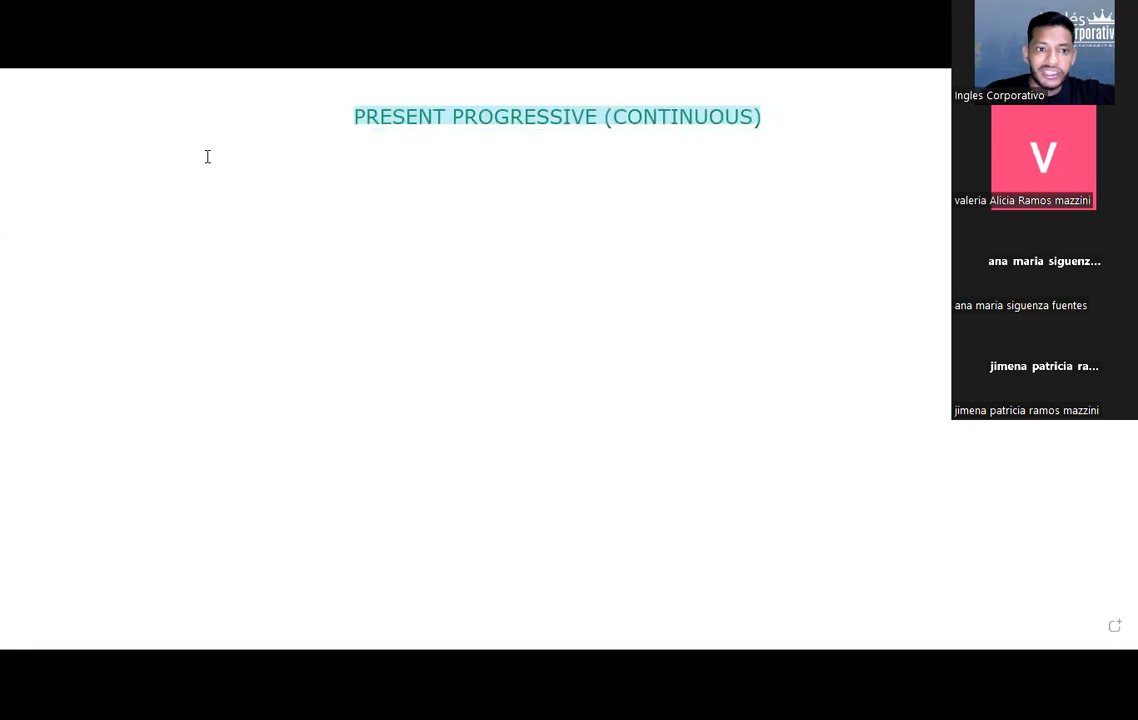 PRESENT PROGRESSIVE (CONTINUOUS)
Ingles Corporativo
V
valeria Alicia Ramos mazzini
ana maria siguenz...
ana maria siguenza fuentes
jimena patricia ra...
jimena patricia ramos mazzini